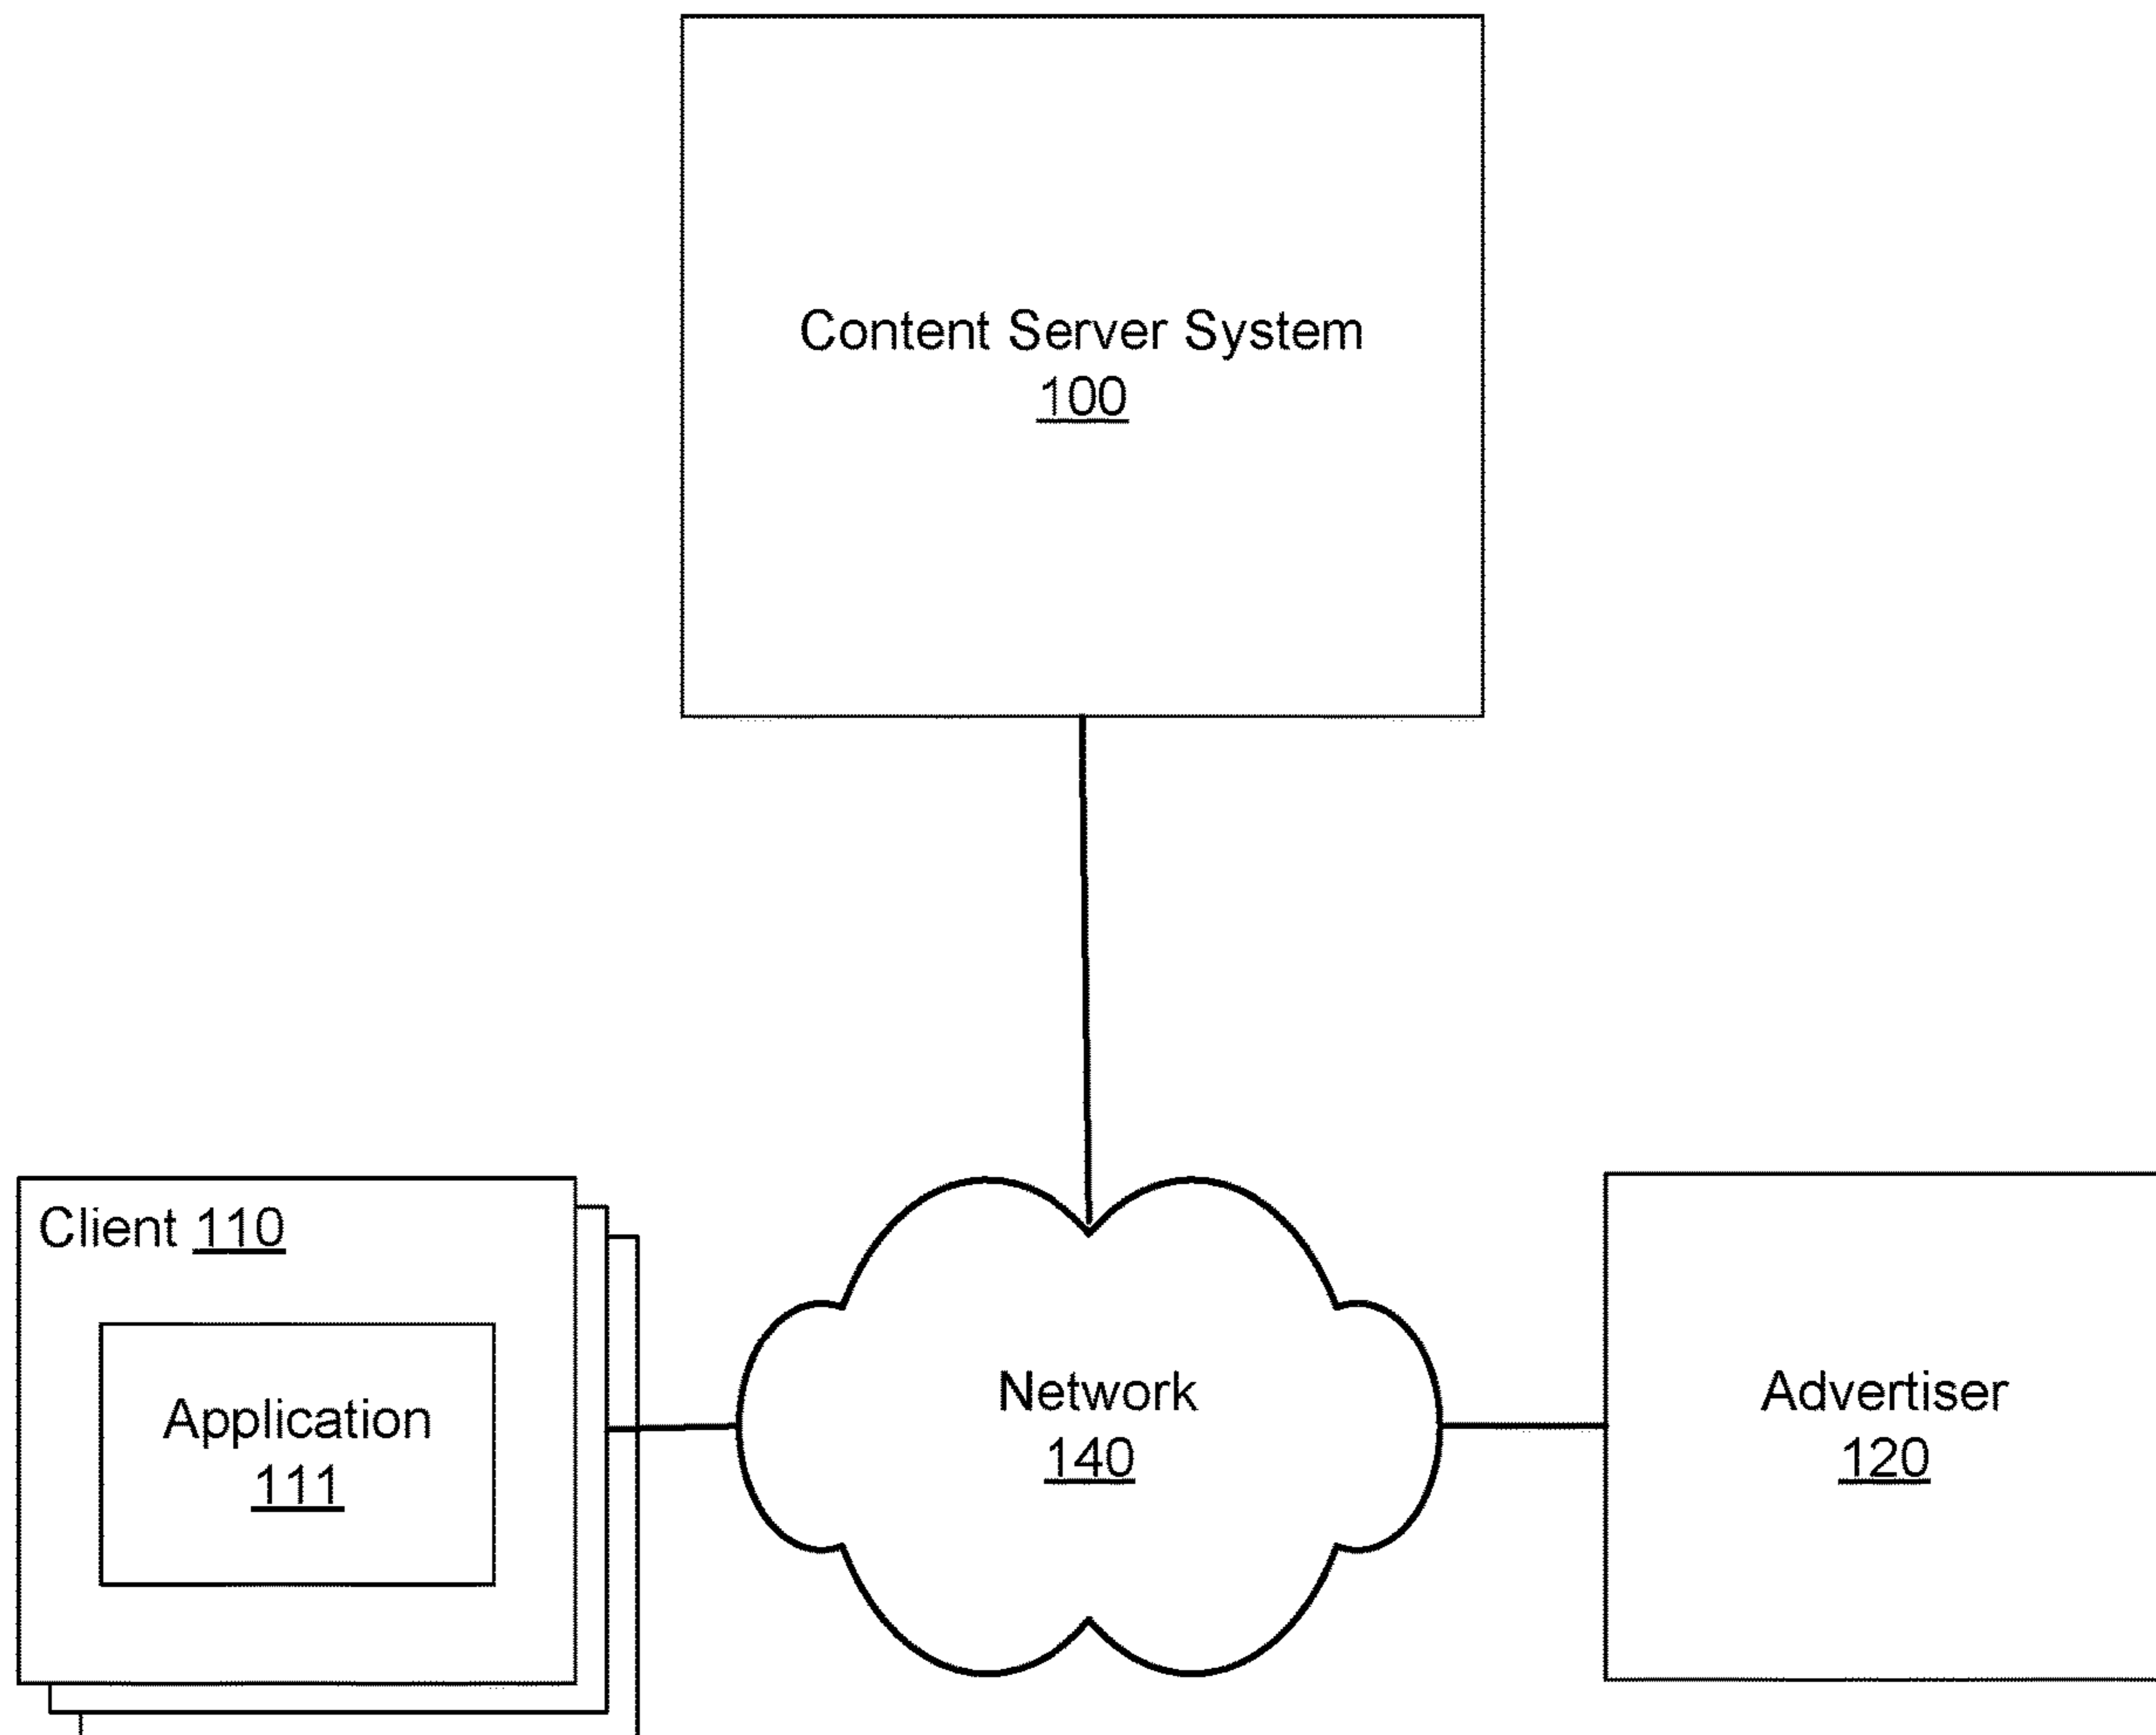 Content Server System
100
Client 110
Application
111
Network
140
Advertiser
120